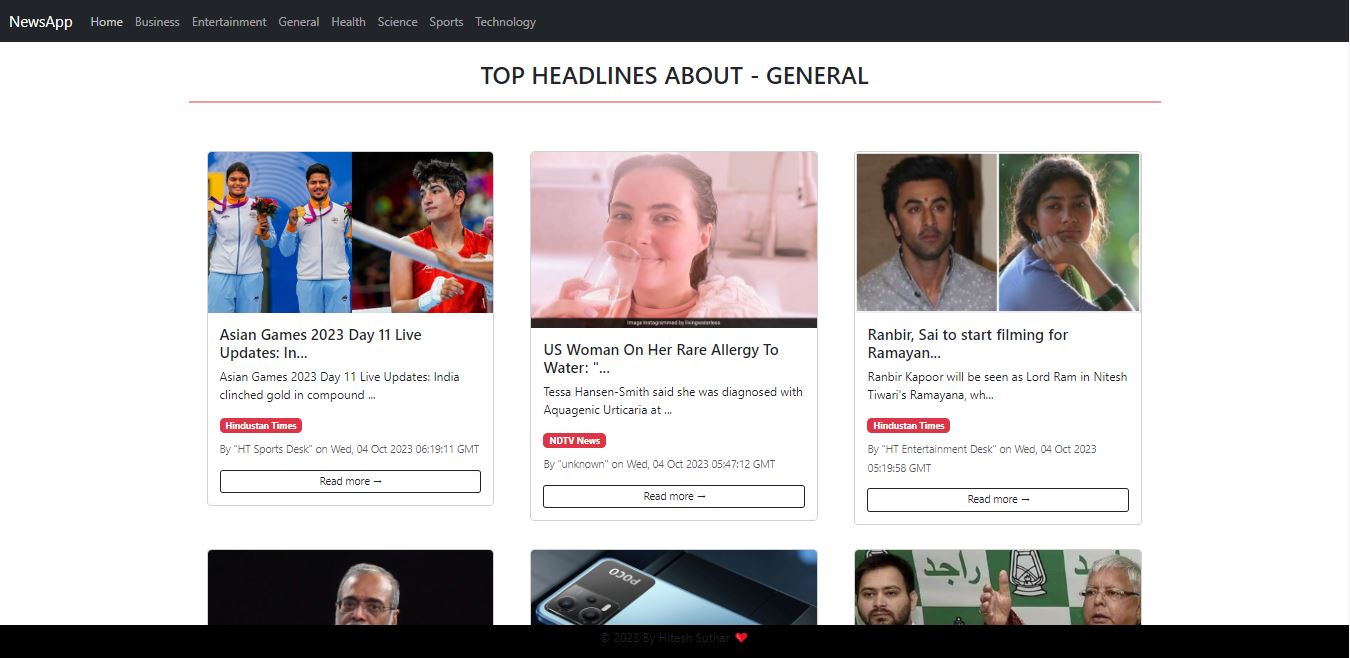 NewsApp Home Business Entertainment General Health Science Sports Technology
TOP HEADLINES ABOUT - GENERAL
Asian Games 2023 Day 11 Live
Updates: In...
Asian Games 2023 Day 11 Live Updates: India
clinched gold in compound ...
Hindustan Times
By "HT Sports Desk" on Wed, 04 Oct 2023 06:19:11 GMT
Read more →
Image Instagrammed by livingwaterless
US Woman On Her Rare Allergy To
Water: "...
Tessa Hansen-Smith said she was diagnosed with
Aquagenic Urticaria at ...
NDTV News
By "unknown" on Wed, 04 Oct 2023 05:47:12 GMT
Read more →
Ranbir, Sai to start filming for
Ramayan...
Ranbir Kapoor will be seen as Lord Ram in Nitesh
Tiwari's Ramayana, wh...
Hindustan Times
By "HT Entertainment Desk" on Wed, 04 Oct 2023
05:19:58 GMT
Read more →
POCO
© 2023 By Hitesh Suthar ❤️